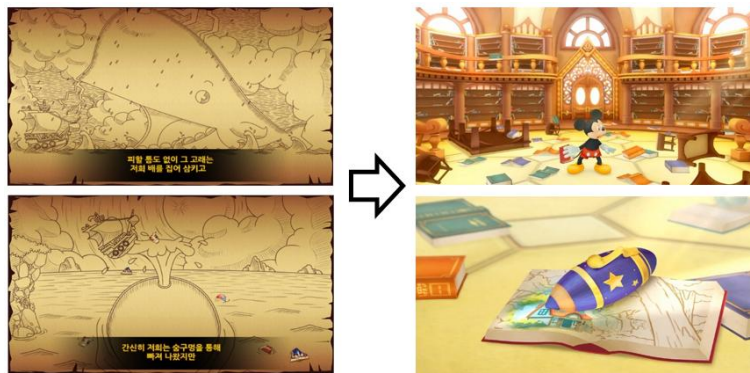 피할 틈도 없이 그 고래는
저희 배를 집어 삼키고
간신히 저희는 숨구멍을 통해
빠져 나왔지만